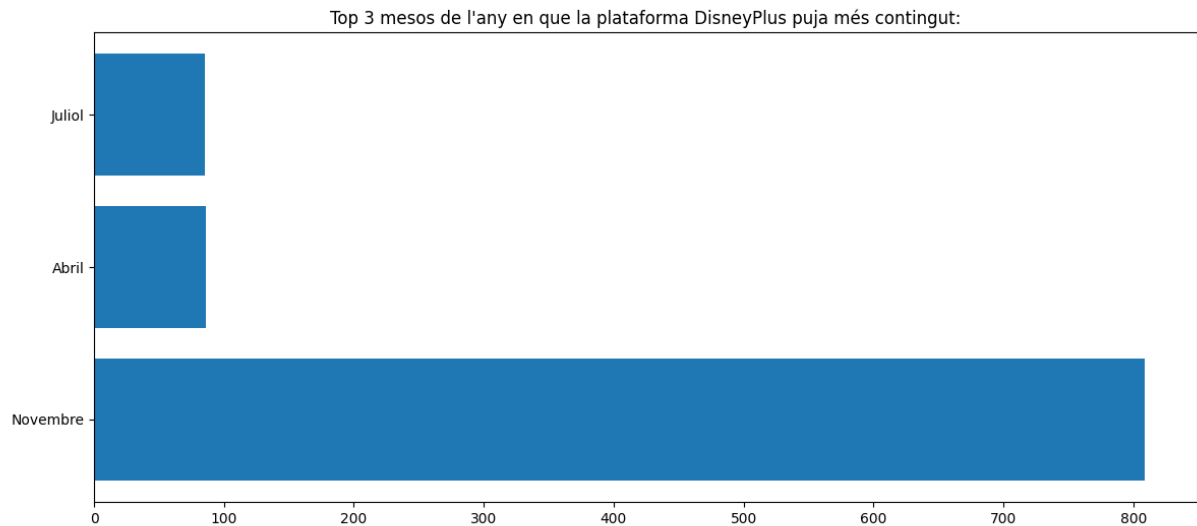 Top 3 mesos de l'any en que la plataforma DisneyPlus puja més contingut:
Juliol
Abril
Novembre
0 100 200 300 400 500 600 700 800